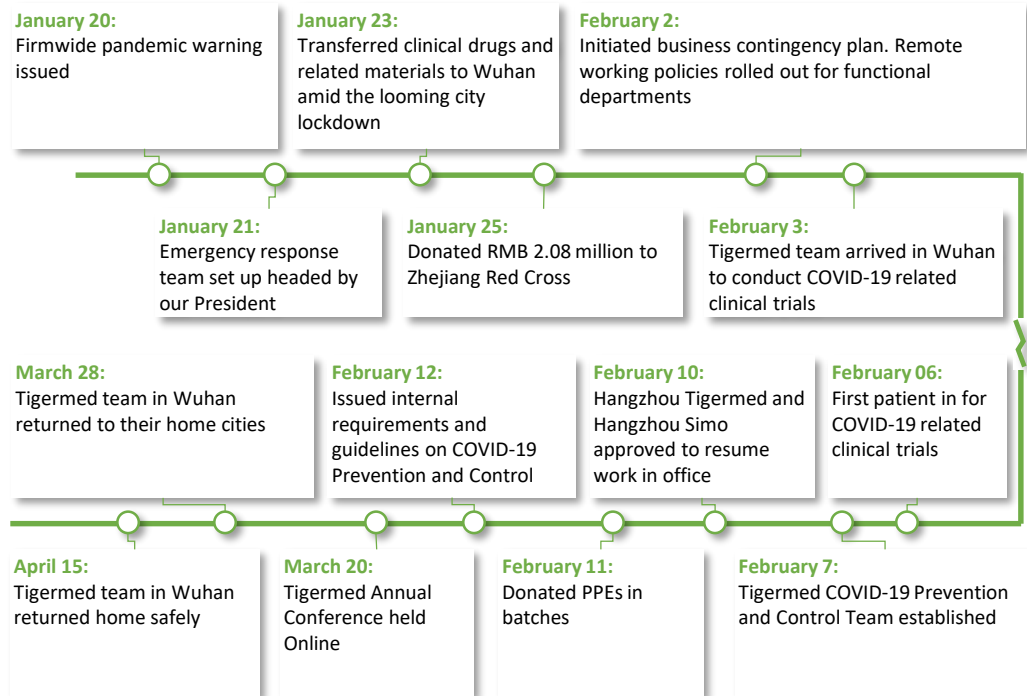 January 20:
Firmwide pandemic warning
issued
January 23:
Transferred clinical drugs and
related materials to Wuhan
amid the looming city
lockdown
February 2:
Initiated business contingency plan. Remote
working policies rolled out for functional
departments
January 21:
Emergency response
team set up headed by
our President
January 25:
Donated RMB 2.08 million to
Zhejiang Red Cross
February 3:
Tigermed team arrived in Wuhan
to conduct COVID-19 related
clinical trials
March 28:
Tigermed team in Wuhan
returned to their home cities
February 12:
Issued internal
requirements and
guidelines on COVID-19
Prevention and Control
February 10:
Hangzhou Tigermed and
Hangzhou Simo
approved to resume
work in office
February 06:
First patient in for
COVID-19 related
clinical trials
April 15:
Tigermed team in Wuhan
returned home safely
March 20:
Tigermed Annual
Conference held
Online
February 11:
Donated PPEs in
batches
February 7:
Tigermed COVID-19 Prevention
and Control Team established